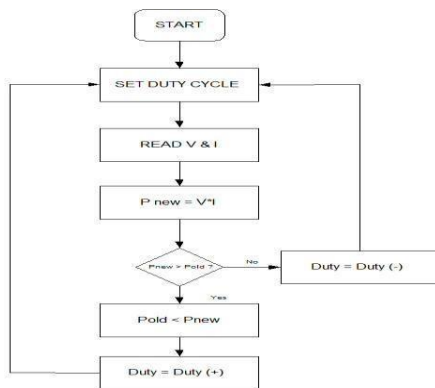 START
SET DUTY CYCLE
READ V & I
P new = V*I
Pnew > Pold ?
No
Duty = Duty (-)
Yes
Pold < Pnew
Duty = Duty (+)